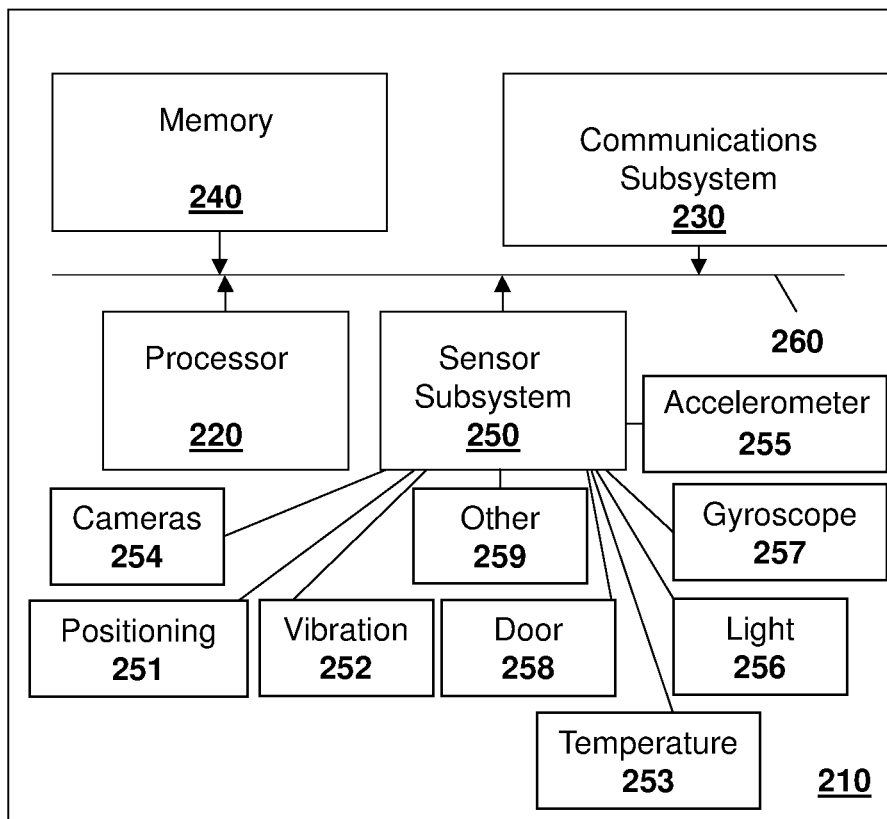 Memory
240
Communications
Subsystem
230
260
Processor
220
Sensor
Subsystem
250
Accelerometer
255
Cameras
254
Other
259
Gyroscope
257
Positioning
251
Vibration
252
Door
258
Light
256
Temperature
253
210